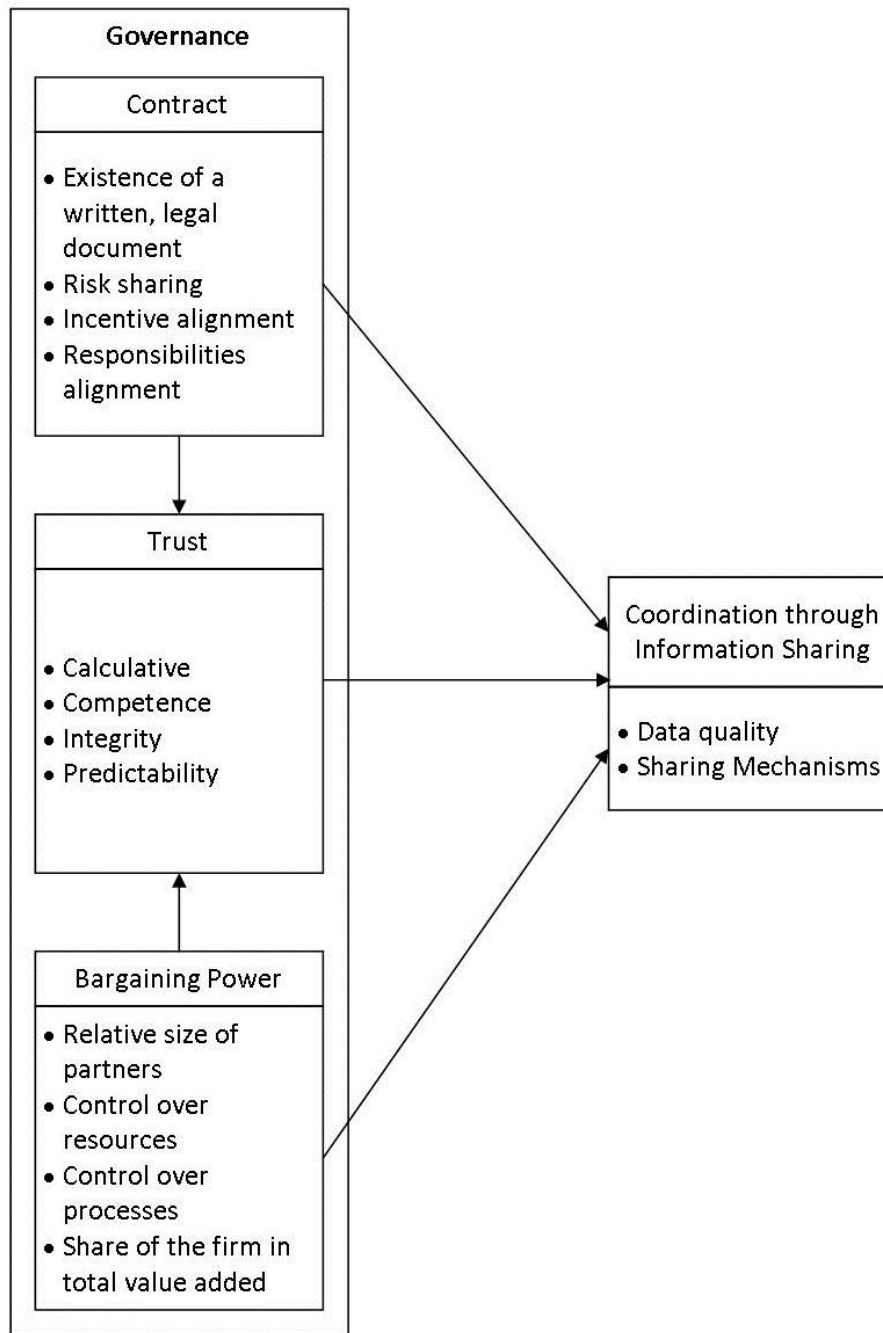 Governance
Contract
• Existence of a
written, legal
document
• Risk sharing
• Incentive alignment
• Responsibilities
alignment
Trust
• Calculative
• Competence
• Integrity
• Predictability
Coordination through
Information Sharing
• Data quality
• Sharing Mechanisms
Bargaining Power
• Relative size of
partners
• Control over
resources
• Control over
processes
• Share of the firm in
total value added